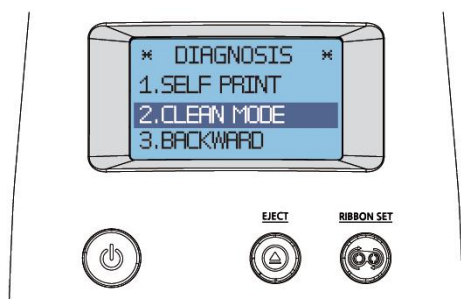 * DIAGNOSIS *
1.SELF PRINT
2.CLEAN MODE
3.BACKWARD
EJECT
RIBBON SET